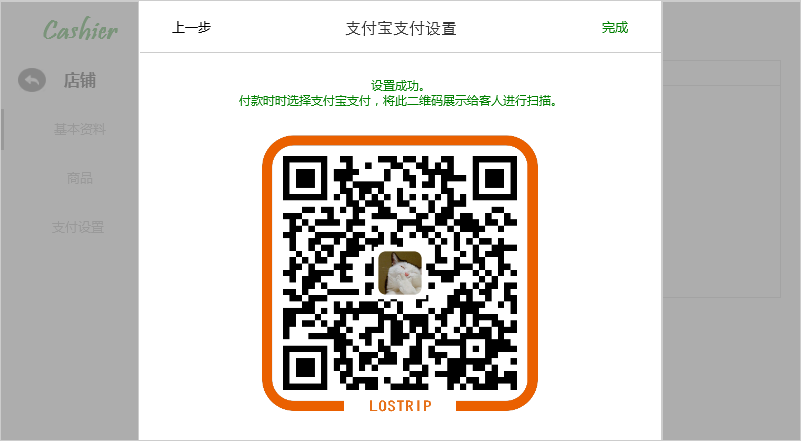 Cashier
店铺
基本资料
商品
支付设置
上一步
支付宝支付设置
完成
设置成功。
付款时时选择支付宝支付，将此二维码展示给客人进行扫描。
LOSTRIP